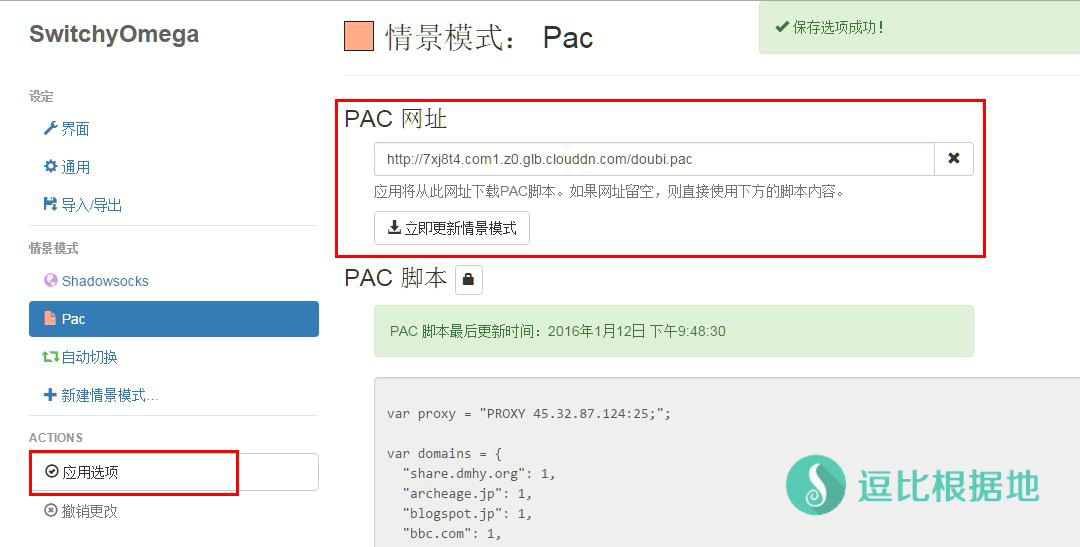 SwitchyOmega
设定
界面
通用
导入/导出
情景模式
Shadowsocks
Pac
自动切换
新建情景模式…
ACTIONS
应用选项
撤销更改
情景模式： Pac
保存选项成功！
PAC 网址
http://7xj8t4.com1.z0.glb.clouddn.com/doubi.pac
应用将从此网址下载PAC脚本。如果网址留空，则直接使用下方的脚本内容。
立即更新情景模式
PAC 脚本
PAC 脚本最后更新时间：2016年1月12日 下午9:48:30
var proxy = "PROXY 45.32.87.124:25;";
var domains = {
"share.dmhy.org": 1,
"archeage.jp": 1,
"blogspot.jp": 1,
"bbc.com": 1,
逗比根据地